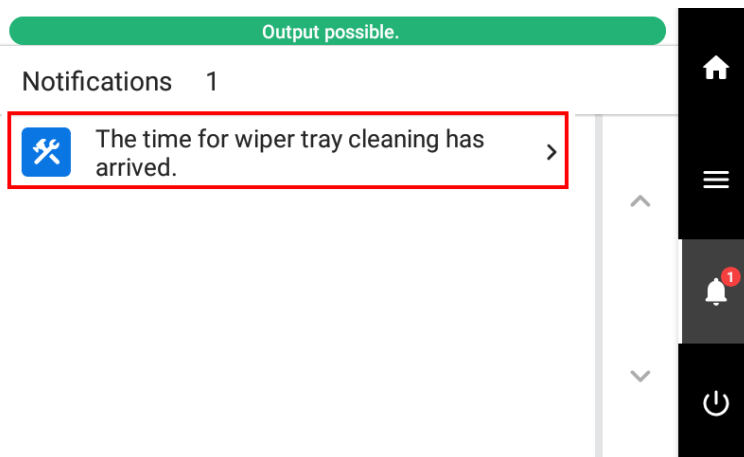 Output possible.
Notifications 1
The time for wiper tray cleaning has
arrived.
1